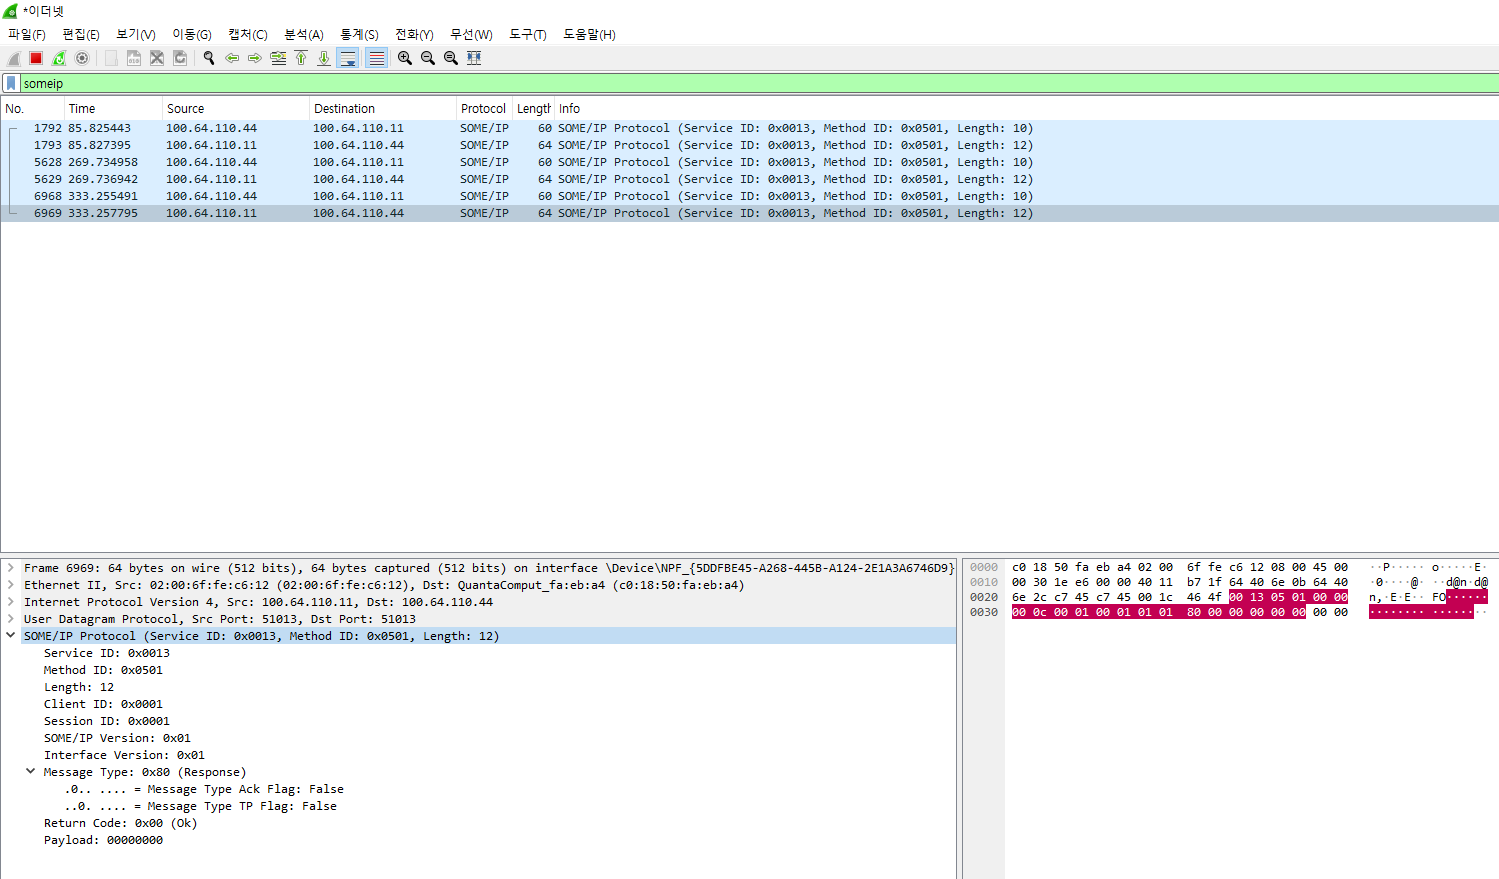 *이더넷
파일(F) 편집(E) 보기(V) 이동(G) 캡처(C) 분석(A) 통계(S) 전화(Y) 무선(W) 도구(T) 도움말(H)
someip
No. Time Source Destination Protocol Length Info
1792 85.825443 100.64.110.44 100.64.110.11 SOME/IP 60 SOME/IP Protocol (Service ID: 0x0013, Method ID: 0x0501, Length: 10)
1793 85.827395 100.64.110.11 100.64.110.44 SOME/IP 64 SOME/IP Protocol (Service ID: 0x0013, Method ID: 0x0501, Length: 12)
5628 269.734958 100.64.110.44 100.64.110.11 SOME/IP 60 SOME/IP Protocol (Service ID: 0x0013, Method ID: 0x0501, Length: 10)
5629 269.736942 100.64.110.11 100.64.110.44 SOME/IP 64 SOME/IP Protocol (Service ID: 0x0013, Method ID: 0x0501, Length: 12)
6968 333.255491 100.64.110.44 100.64.110.11 SOME/IP 60 SOME/IP Protocol (Service ID: 0x0013, Method ID: 0x0501, Length: 10)
6969 333.257795 100.64.110.11 100.64.110.44 SOME/IP 64 SOME/IP Protocol (Service ID: 0x0013, Method ID: 0x0501, Length: 12)
Frame 6969: 64 bytes on wire (512 bits), 64 bytes captured (512 bits) on interface \Device\NPF_{5DDFBE45-A268-445B-A124-2E1A3A6746D9}
Ethernet II, Src: 02:00:6f:fe:c6:12 (02:00:6f:fe:c6:12), Dst: QuantaComput_fa:eb:a4 (c0:18:50:fa:eb:a4)
Internet Protocol Version 4, Src: 100.64.110.11, Dst: 100.64.110.44
User Datagram Protocol, Src Port: 51013, Dst Port: 51013
SOME/IP Protocol (Service ID: 0x0013, Method ID: 0x0501, Length: 12)
Service ID: 0x0013
Method ID: 0x0501
Length: 12
Client ID: 0x0001
Session ID: 0x0001
SOME/IP Version: 0x01
Interface Version: 0x01
Message Type: 0x80 (Response)
.0.. .... = Message Type Ack Flag: False
..0. .... = Message Type TP Flag: False
Return Code: 0x00 (Ok)
Payload: 00000000
0000 c0 18 50 fa eb a4 02 00 6f fe c6 12 08 00 45 00 ··P····· o·····E·
0010 00 30 1e e6 00 00 40 11 b7 1f 64 40 6e 0b 64 40 ·0····@· ··d@n·d@
0020 6e 2c c7 45 c7 45 00 1c 46 4f 00 13 05 01 00 00 n,·E·E·· FO······
0030 00 0c 00 01 00 01 01 01 80 00 00 00 00 00 00 00 ········ ········